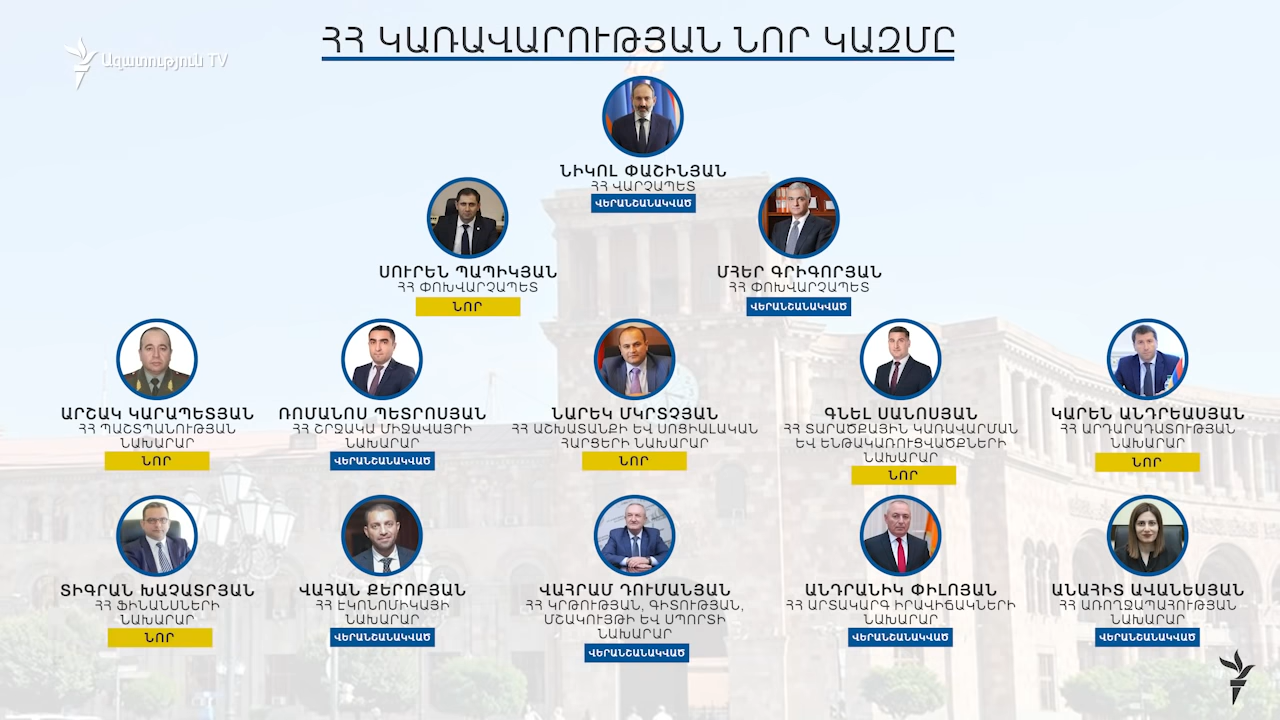 ՀՀ ԿԱՌԱՎԱՐՈՒԹՅԱՆ ՆՈՐ ԿԱԶՄԸ
Ազատություն TV
ՆԻԿՈԼ ՓԱՇԻՆՅԱՆ
ՀՀ ՎԱՐՉԱՊԵՏ
ՎԵՐԱՆՇԱՆԱԿՎԱԾ
ՍՈՒՐԵՆ ՊԱՊԻԿՅԱՆ
ՀՀ ՓՈԽՎԱՐՉԱՊԵՏ
ՆՈՐ
ՄՀԵՐ ԳՐԻԳՈՐՅԱՆ
ՀՀ ՓՈԽՎԱՐՉԱՊԵՏ
ՎԵՐԱՆՇԱՆԱԿՎԱԾ
ԱՐՇԱԿ ԿԱՐԱՊԵՏՅԱՆ
ՀՀ ՊԱՇՏՊԱՆՈՒԹՅԱՆ
ՆԱԽԱՐԱՐ
ՆՈՐ
ՌՈՄԱՆՈՍ ՊԵՏՐՈՍՅԱՆ
ՀՀ ՇՐՋԱԿԱ ՄԻՋԱՎԱՅՐԻ
ՆԱԽԱՐԱՐ
ՎԵՐԱՆՇԱՆԱԿՎԱԾ
ՆԱՐԵԿ ՄԿՐՏՉՅԱՆ
ՀՀ ԱՇԽԱՏԱՆՔԻ ԵՎ ՍՈՑԻԱԼԱԿԱՆ
ՀԱՐՑԵՐԻ ՆԱԽԱՐԱՐ
ՆՈՐ
ԳՆԵԼ ՍԱՆՈՍՅԱՆ
ՀՀ ՏԱՐԱԾՔԱՅԻՆ ԿԱՌԱՎԱՐՄԱՆ
ԵՎ ԵՆԹԱԿԱՌՈՒՑՎԱԾՔՆԵՐԻ
ՆԱԽԱՐԱՐ
ՆՈՐ
ԿԱՐԵՆ ԱՆԴՐԵԱՍՅԱՆ
ՀՀ ԱՐԴԱՐԱԴԱՏՈՒԹՅԱՆ
ՆԱԽԱՐԱՐ
ՆՈՐ
ՏԻԳՐԱՆ ԽԱՉԱՏՐՅԱՆ
ՀՀ ՖԻՆԱՆՍՆԵՐԻ
ՆԱԽԱՐԱՐ
ՆՈՐ
ՎԱՀԱՆ ՔԵՐՈԲՅԱՆ
ՀՀ ԷԿՈՆՈՄԻԿԱՅԻ
ՆԱԽԱՐԱՐ
ՎԵՐԱՆՇԱՆԱԿՎԱԾ
ՎԱՀՐԱՄ ԴՈՒՄԱՆՅԱՆ
ՀՀ ԿՐԹՈՒԹՅԱՆ, ԳԻՏՈՒԹՅԱՆ,
ՄՇԱԿՈՒՅԹԻ ԵՎ ՍՊՈՐՏԻ
ՆԱԽԱՐԱՐ
ՎԵՐԱՆՇԱՆԱԿՎԱԾ
ԱՆԴՐԱՆԻԿ ՓԻԼՈՅԱՆ
ՀՀ ԱՐՏԱԿԱՐԳ ԻՐԱՎԻՃԱԿՆԵՐԻ
ՆԱԽԱՐԱՐ
ՎԵՐԱՆՇԱՆԱԿՎԱԾ
ԱՆԱՀԻՏ ԱՎԱՆԵՍՅԱՆ
ՀՀ ԱՌՈՂՋԱՊԱՀՈՒԹՅԱՆ
ՆԱԽԱՐԱՐ
ՎԵՐԱՆՇԱՆԱԿՎԱԾ